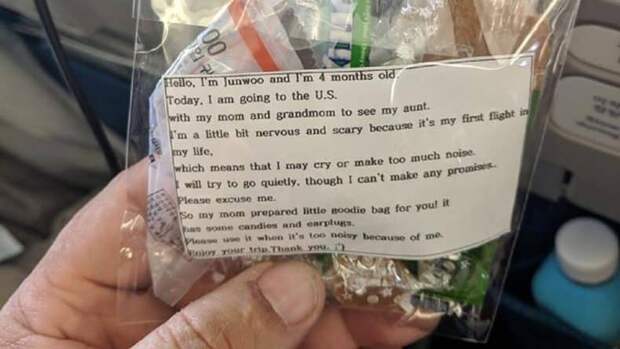 Hello, I'm Junwoo and I'm 4 months old.
Today, I am going to the U.S.
with my mom and grandmom to see my aunt.
I'm a little bit nervous and scary because it's my first flight in
my life,
which means that I may cry or make too much noise.
I will try to go quietly, though I can't make any promises..
Please excuse me.
So my mom prepared little goodie bag for you! it
has some candies and earplugs.
Please use it when it's too noisy because of me.
Enjoy your trip.Thank you. :)